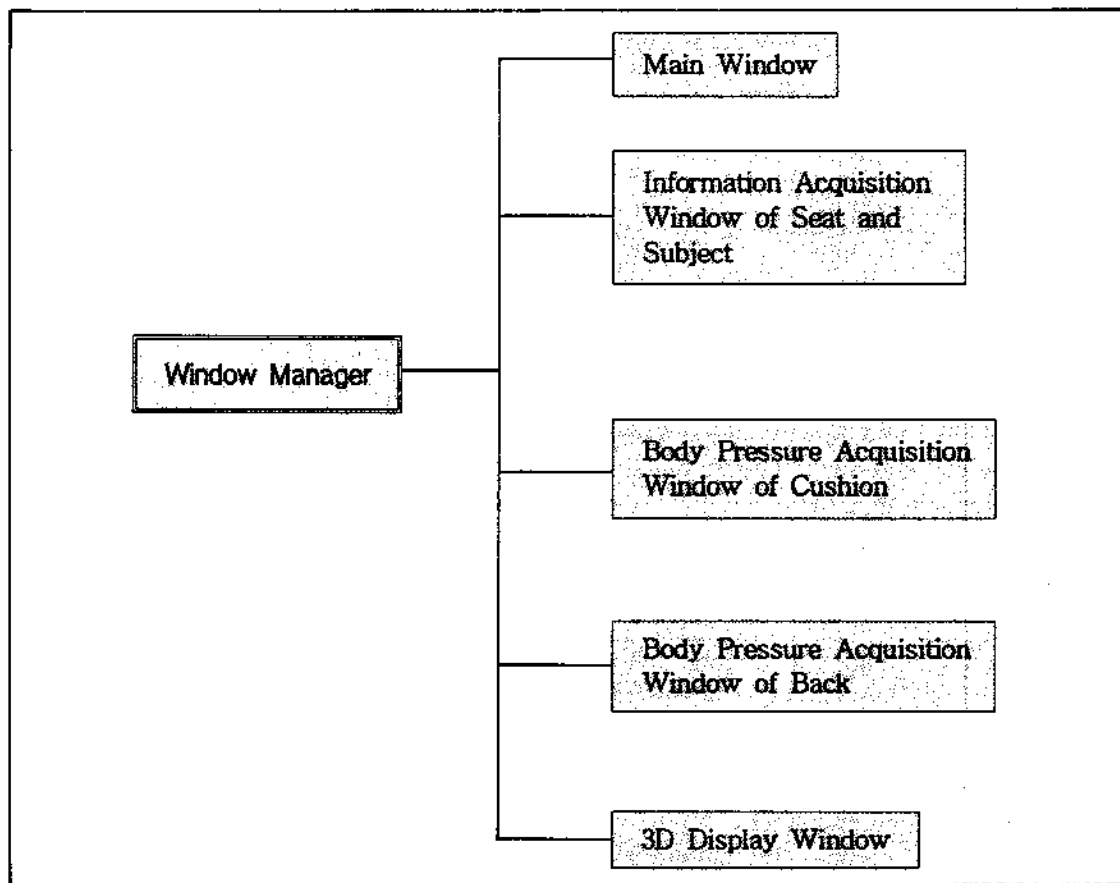 Main Window
Information Acquisition
Window of Seat and
Subject
Window Manager
Body Pressure Acquisition
Window of Cushion
Body Pressure Acquisition
Window of Back
3D Display Window